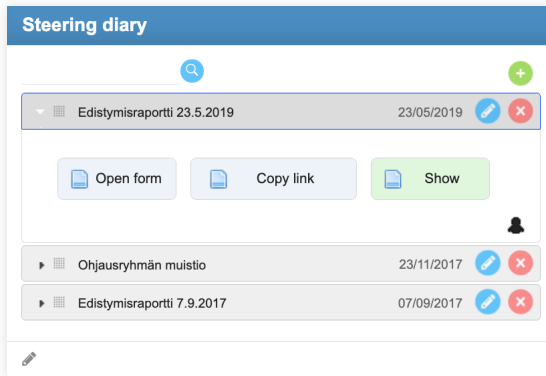 Steering diary
Edistymisraportti 23.5.2019 23/05/2019
Open form Copy link Show
Ohjausryhmän muistio 23/11/2017
Edistymisraportti 7.9.2017 07/09/2017